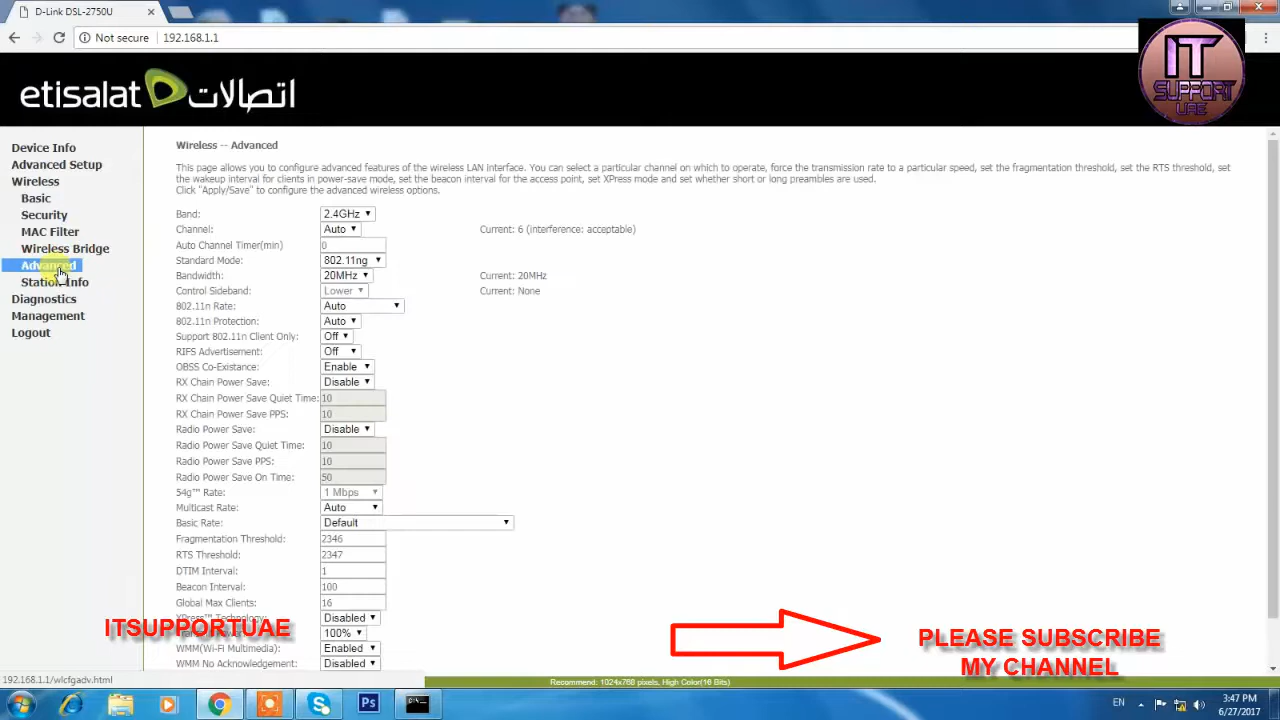 D-Link DSL-2750U
Not secure
192.168.1.1
etisalat اتصالات
IT
SUPPORT
UAE
Device Info
Advanced Setup
Wireless
Basic
Security
MAC Filter
Wireless Bridge
Advanced
Station Info
Diagnostics
Management
Logout
Wireless -- Advanced
This page allows you to configure advanced features of the wireless LAN interface. You can select a particular channel on which to operate, force the transmission rate to a particular speed, set the fragmentation threshold, set the RTS threshold, set
the wakeup interval for clients in power-save mode, set the beacon interval for the access point, set XPress mode and set whether short or long preambles are used.
Click "Apply/Save" to configure the advanced wireless options.
Band: 2.4GHz
Channel: Auto Current: 6 (interference: acceptable)
Auto Channel Timer(min) 0
Standard Mode: 802.11ng
Bandwidth: 20MHz Current: 20MHz
Control Sideband: Lower Current: None
802.11n Rate: Auto
802.11n Protection: Auto
Support 802.11n Client Only: Off
RIFS Advertisement: Off
OBSS Co-Existance: Enable
RX Chain Power Save: Disable
RX Chain Power Save Quiet Time: 10
RX Chain Power Save PPS: 10
Radio Power Save: Disable
Radio Power Save Quiet Time: 10
Radio Power Save PPS: 10
Radio Power Save On Time: 50
54g™ Rate: 1 Mbps
Multicast Rate: Auto
Basic Rate: Default
Fragmentation Threshold: 2346
RTS Threshold: 2347
DTIM Interval: 1
Beacon Interval: 100
Global Max Clients: 16
XPress™ Technology: Disabled
100%
WMM(Wi-Fi Multimedia): Enabled
WMM No Acknowledgement: Disabled
ITSUPPORTUAE
PLEASE SUBSCRIBE
MY CHANNEL
192.168.1.1/wlcfgadv.html
Recommend: 1024x768 pixels, High Color(16 Bits)
Ps
EN
3:47 PM
6/27/2017